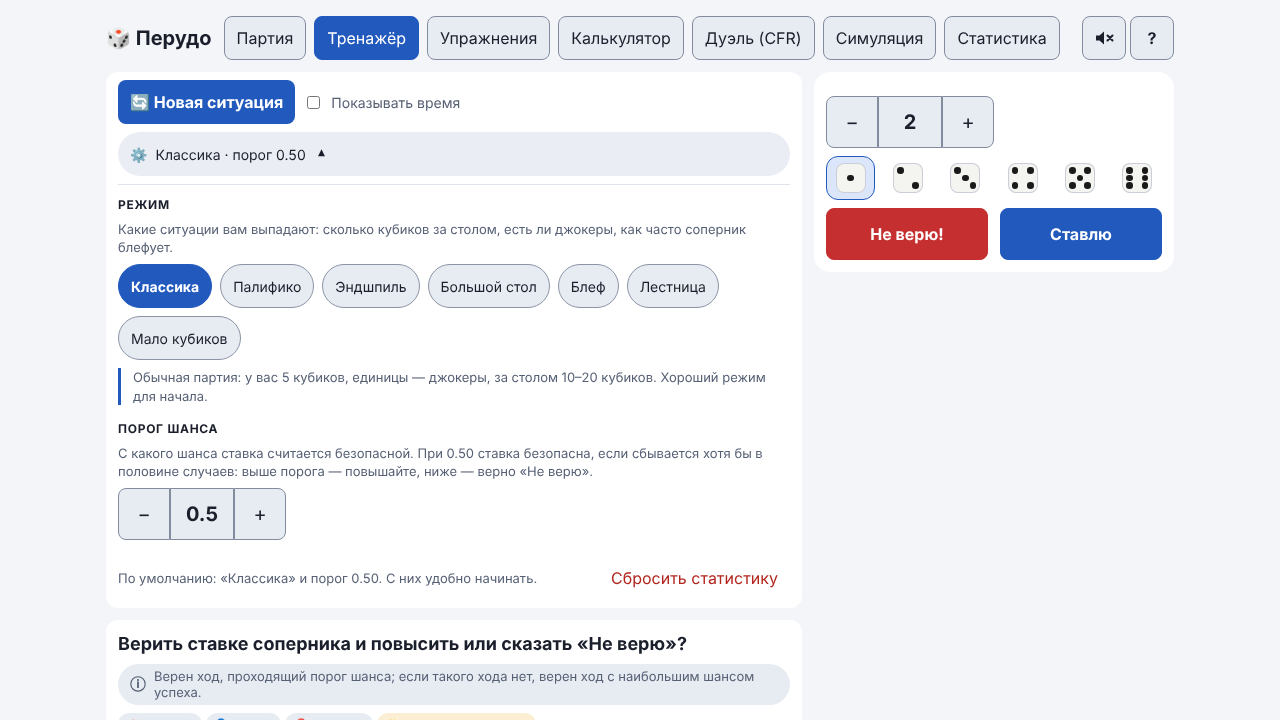 Перудо
Партия
Тренажёр
Упражнения
Калькулятор
Дуэль (CFR)
Симуляция
Статистика
?
Новая ситуация
Показывать время
Классика · порог 0.50 ▲
РЕЖИМ
Какие ситуации вам выпадают: сколько кубиков за столом, есть ли джокеры, как часто соперник
блефует.
Классика
Палифико
Эндшпиль
Большой стол
Блеф
Лестница
Мало кубиков
Обычная партия: у вас 5 кубиков, единицы — джокеры, за столом 10–20 кубиков. Хороший режим
для начала.
ПОРОГ ШАНСА
С какого шанса ставка считается безопасной. При 0.50 ставка безопасна, если сбывается хотя бы в
половине случаев: выше порога — повышайте, ниже — верно «Не верю».
− 0.5 +
По умолчанию: «Классика» и порог 0.50. С них удобно начинать.
Сбросить статистику
Верить ставке соперника и повысить или сказать «Не верю»?
Верен ход, проходящий порог шанса; если такого хода нет, верен ход с наибольшим шансом
успеха.
− 2 +
Не верю!
Ставлю